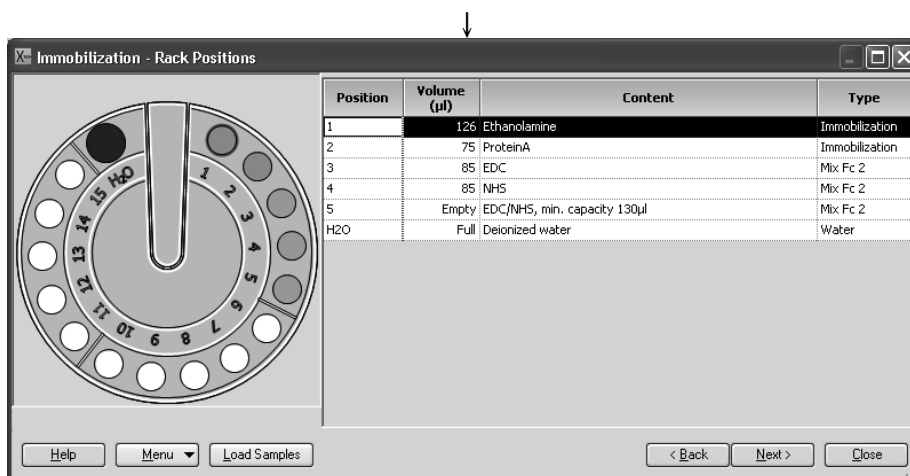 Immobilization - Rack Positions
Position Volume (µl) Content Type
1 126 Ethanolamine Immobilization
2 75 ProteinA Immobilization
3 85 EDC Mix Fc 2
4 85 NHS Mix Fc 2
5 Empty EDC/NHS, min. capacity 130µl Mix Fc 2
H2O Full Deionized water Water
H₂O 1 2 3 4 5 6 7 8 9 10 11 12 13 14 15
Help Menu Load Samples < Back Next > Close